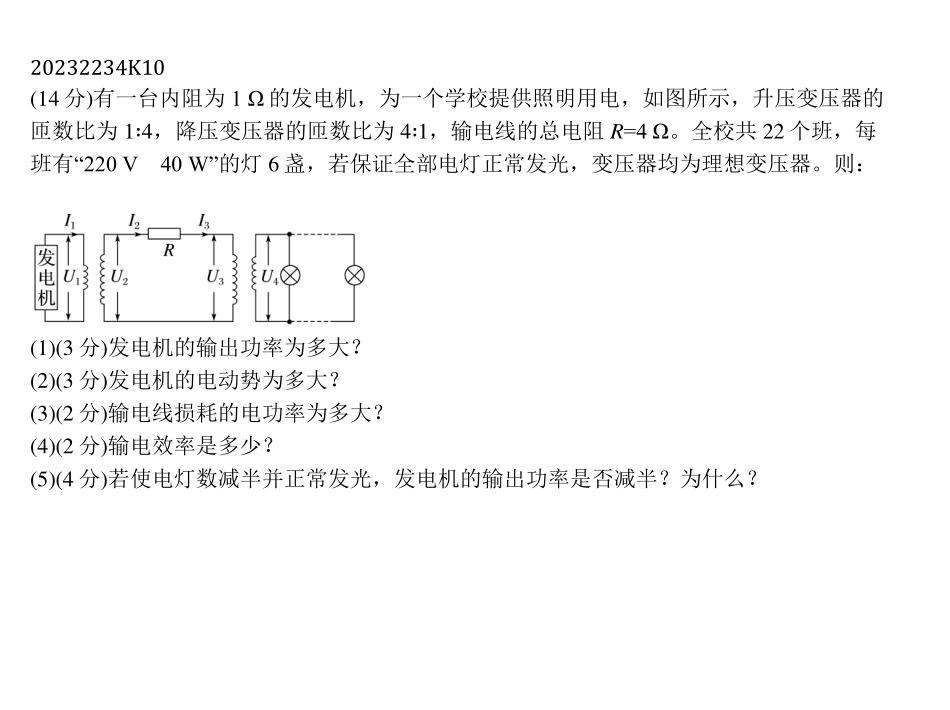 20232234K10
(14 分)有一台内阻为 1 Ω 的发电机，为一个学校提供照明用电，如图所示，升压变压器的
匝数比为 1∶4，降压变压器的匝数比为 4∶1，输电线的总电阻 R=4 Ω。全校共 22 个班，每
班有“220 V　40 W”的灯 6 盏，若保证全部电灯正常发光，变压器均为理想变压器。则：
I₁ I₂ I₃
R
发电机 U₁ U₂ U₃ U₄
(1)(3 分)发电机的输出功率为多大？
(2)(3 分)发电机的电动势为多大？
(3)(2 分)输电线损耗的电功率为多大？
(4)(2 分)输电效率是多少？
(5)(4 分)若使电灯数减半并正常发光，发电机的输出功率是否减半？为什么？